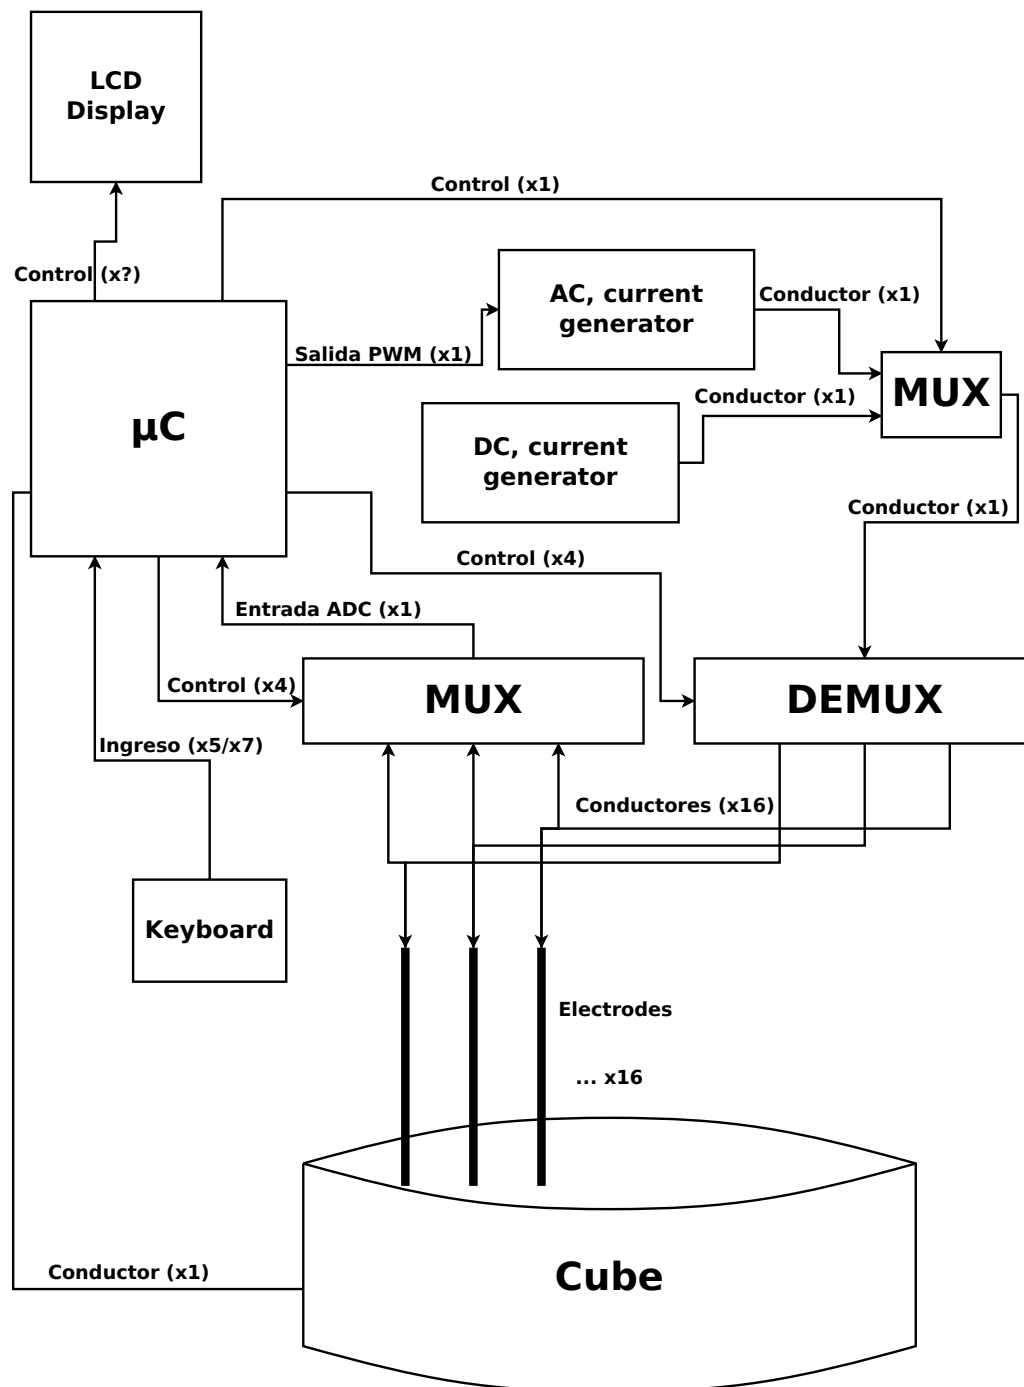 LCD
Display
Control (x1)
Control (x?)
AC, current
generator
Conductor (x1)
Salida PWM (x1)
MUX
Conductor (x1)
µC
DC, current
generator
Conductor (x1)
Control (x4)
Entrada ADC (x1)
Control (x4)
MUX
DEMUX
Ingreso (x5/x7)
Conductores (x16)
Keyboard
Electrodes
... x16
Conductor (x1)
Cube